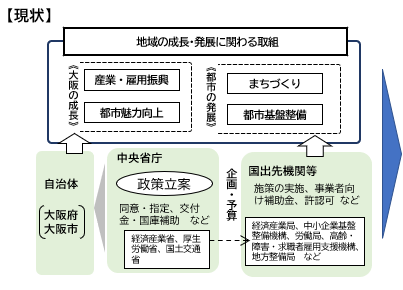 【現状】
地域の成長・発展に関わる取組
《大阪の成長》
産業・雇用振興
都市魅力向上
《都市の発展》
まちづくり
都市基盤整備
自治体
大阪府
大阪市
中央省庁
政策立案
同意・指定、交付
金・国庫補助　など
経済産業省、厚生
労働省、国土交通
省
企画・予算
国出先機関等
施策の実施、事業者向
け補助金、許認可 など
経済産業局、中小企業基盤
整備機構、労働局、高齢・
障害・求職者雇用支援機構、
地方整備局　など